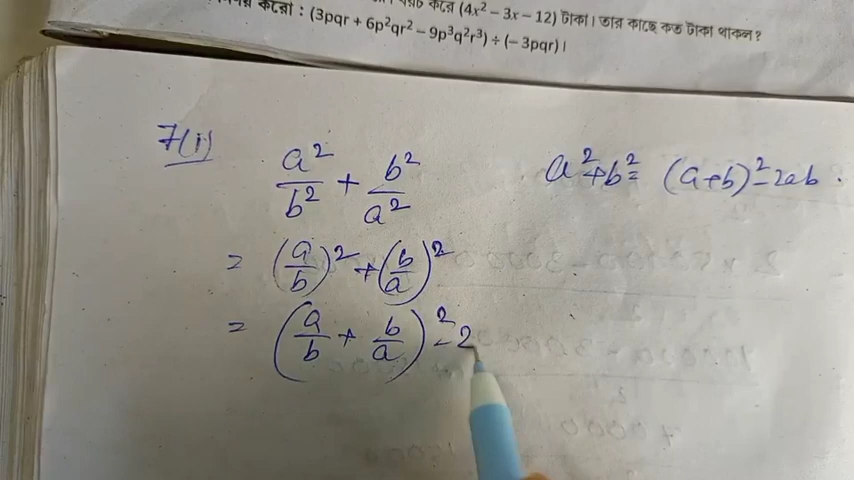 করে (4x² – 3x – 12) টাকা। তার কাছে কত টাকা থাকল?
করো : (3pqr + 6p²qr² – 9p³q²r³) ÷ (– 3pqr)।
7(i)
a²/b² + b²/a²
a² + b² = (a+b)² – 2ab.
= (a/b)² + (b/a)²
= (a/b + b/a)² – 2